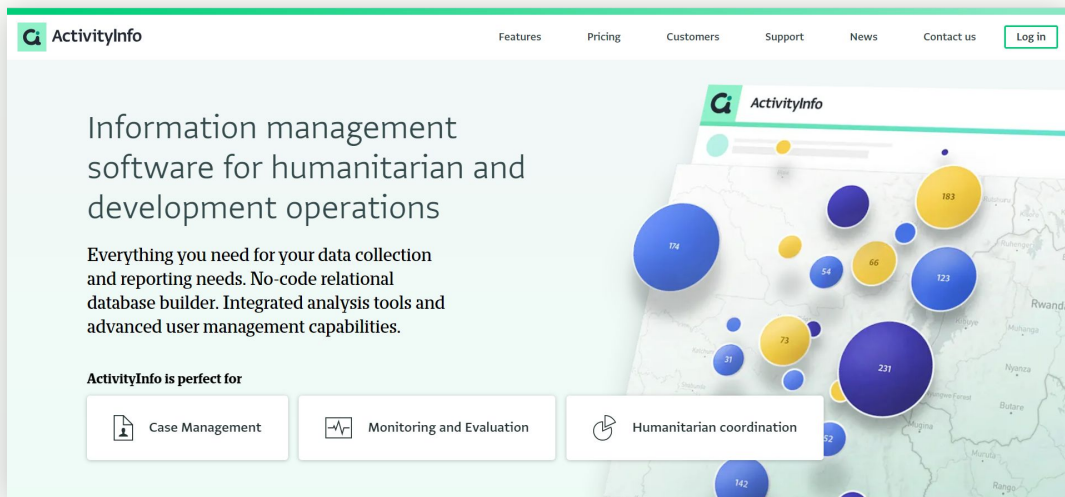 ActivityInfo
Features
Pricing
Customers
Support
News
Contact us
Log in
Information management
software for humanitarian and
development operations
Everything you need for your data collection
and reporting needs. No-code relational
database builder. Integrated analysis tools and
advanced user management capabilities.
ActivityInfo is perfect for
Case Management
Monitoring and Evaluation
Humanitarian coordination
ActivityInfo
183
174
66
54
123
Rwanda
73
31
231
Nyanza
Butare
52
142
Rango